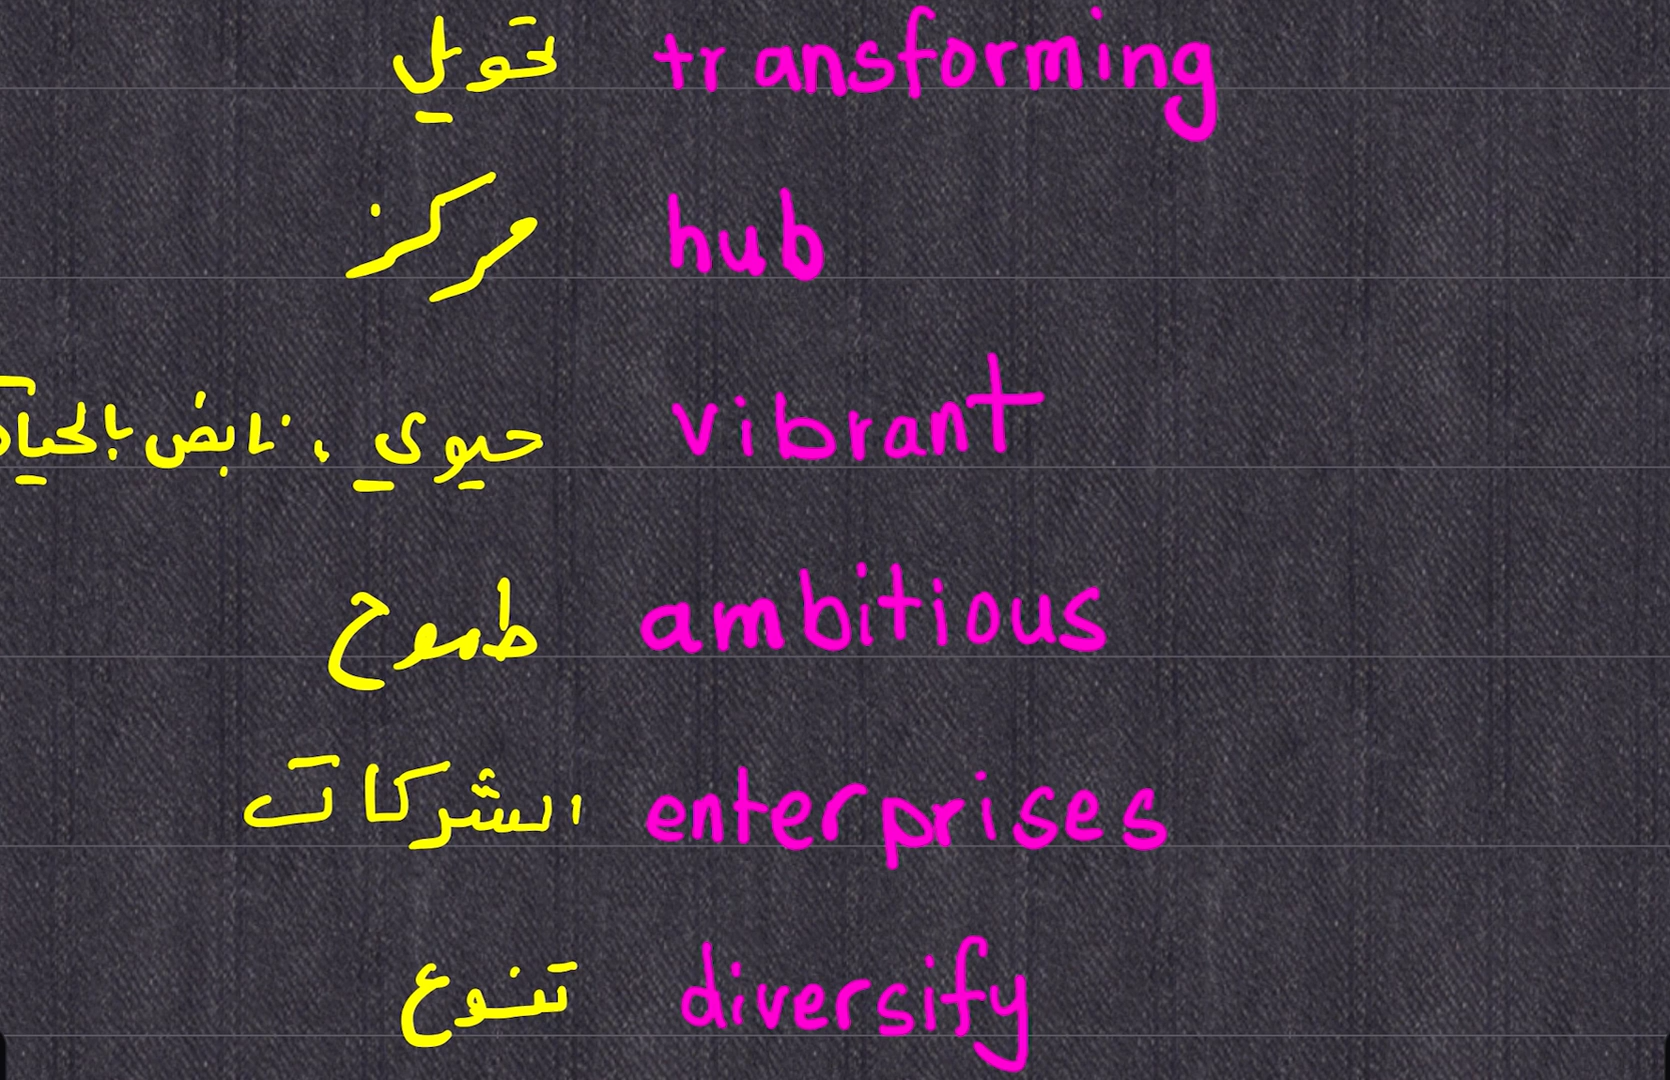 transforming تحويل
hub مركز
vibrant حيوي ، نابض بالحياة
ambitious طموح
enterprises الشركات
diversify تنوع